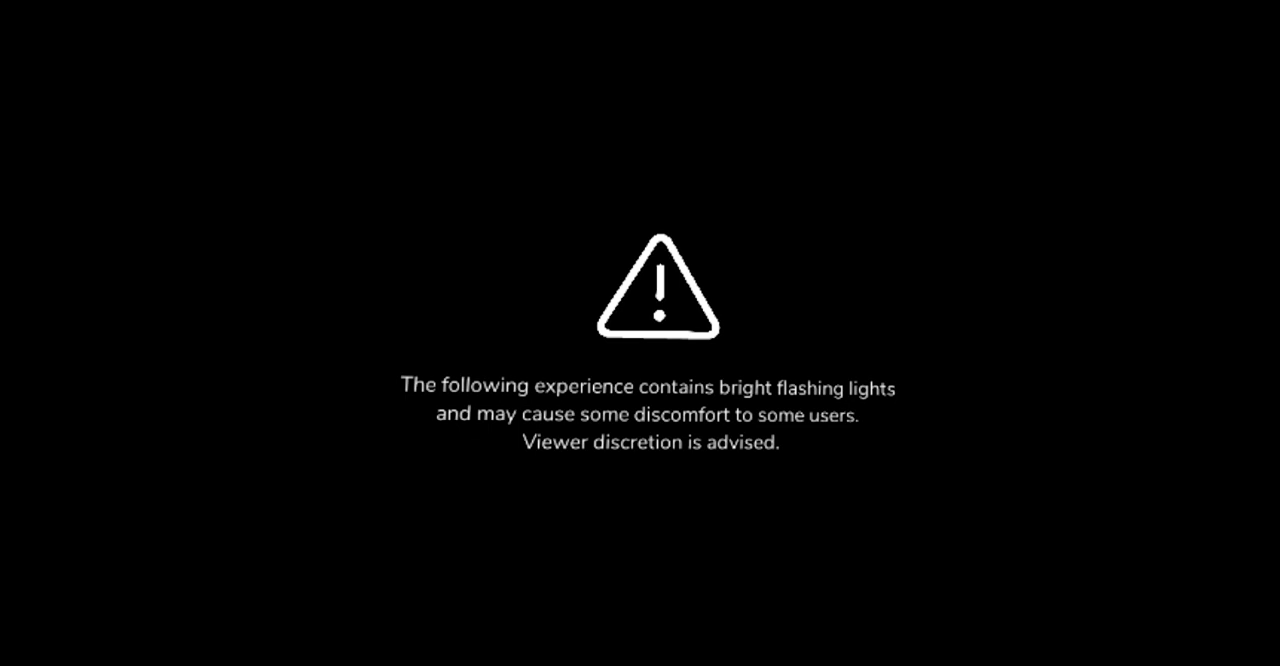 The following experience contains bright flashing lights
and may cause some discomfort to some users.
Viewer discretion is advised.